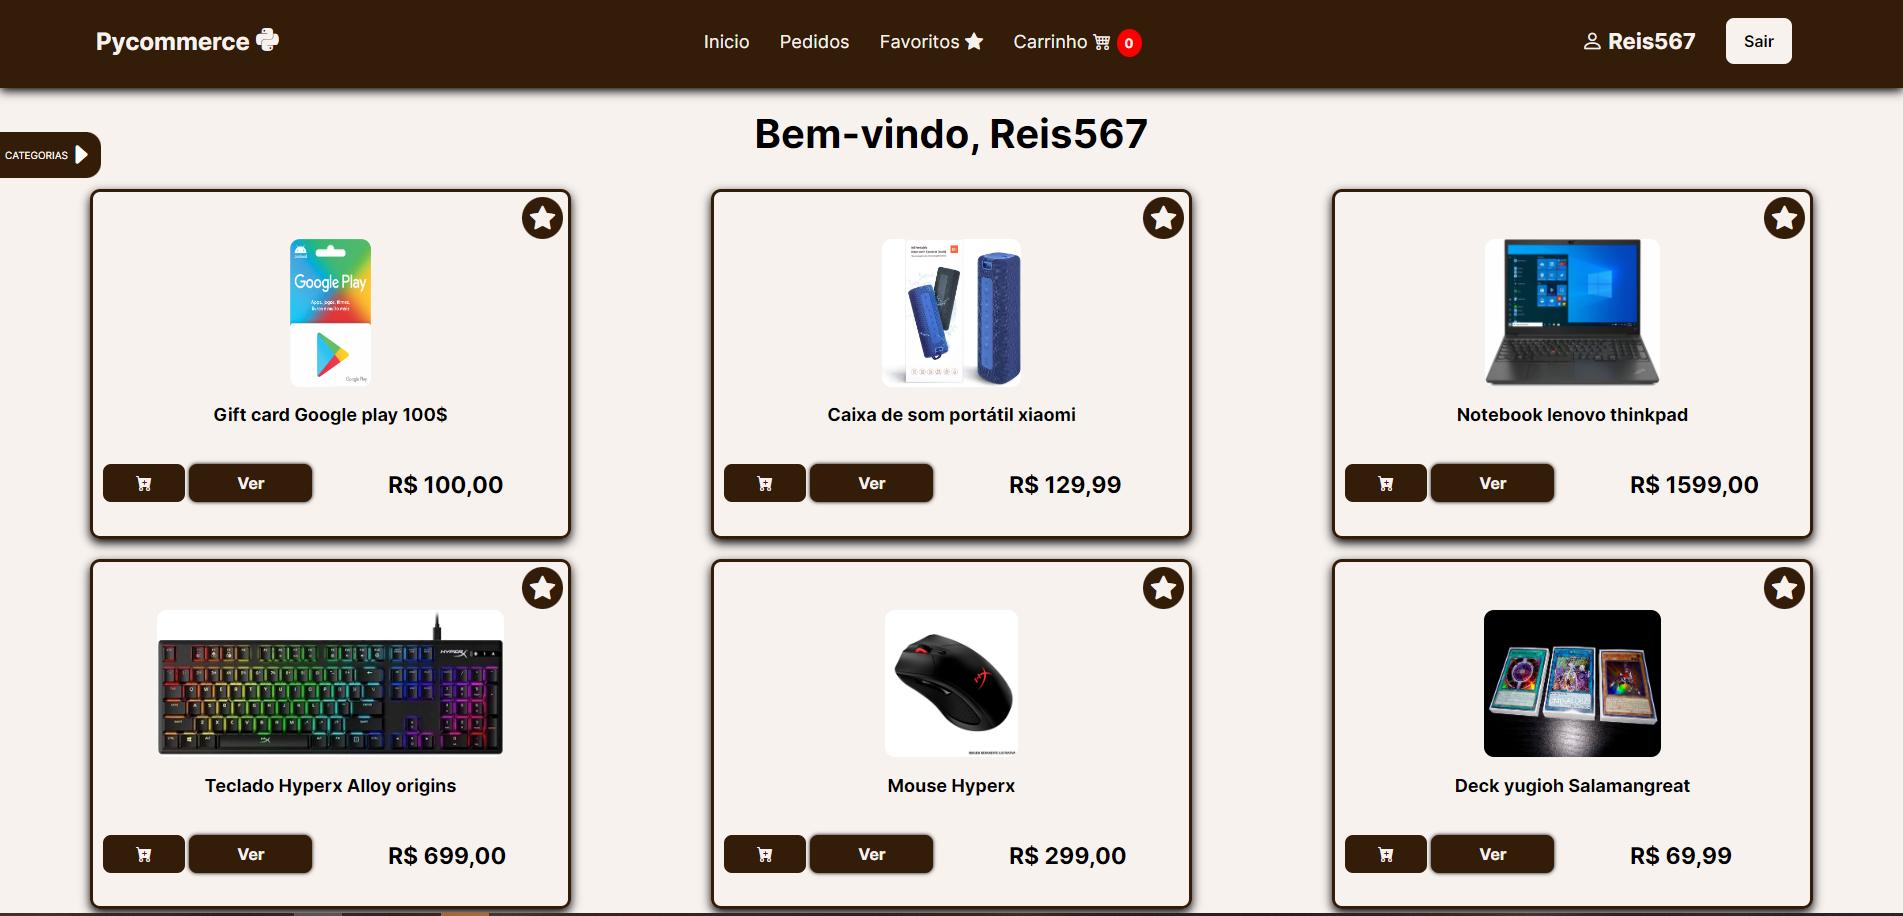 Pycommerce
Inicio
Pedidos
Favoritos
Carrinho 0
Reis567
Sair
Bem-vindo, Reis567
CATEGORIAS
Google Play
Gift card Google play 100$
Ver
R$ 100,00
Caixa de som portátil xiaomi
Ver
R$ 129,99
Notebook lenovo thinkpad
Ver
R$ 1599,00
HYPERX
Teclado Hyperx Alloy origins
Ver
R$ 699,00
Mouse Hyperx
Ver
R$ 299,00
Deck yugioh Salamangreat
Ver
R$ 69,99